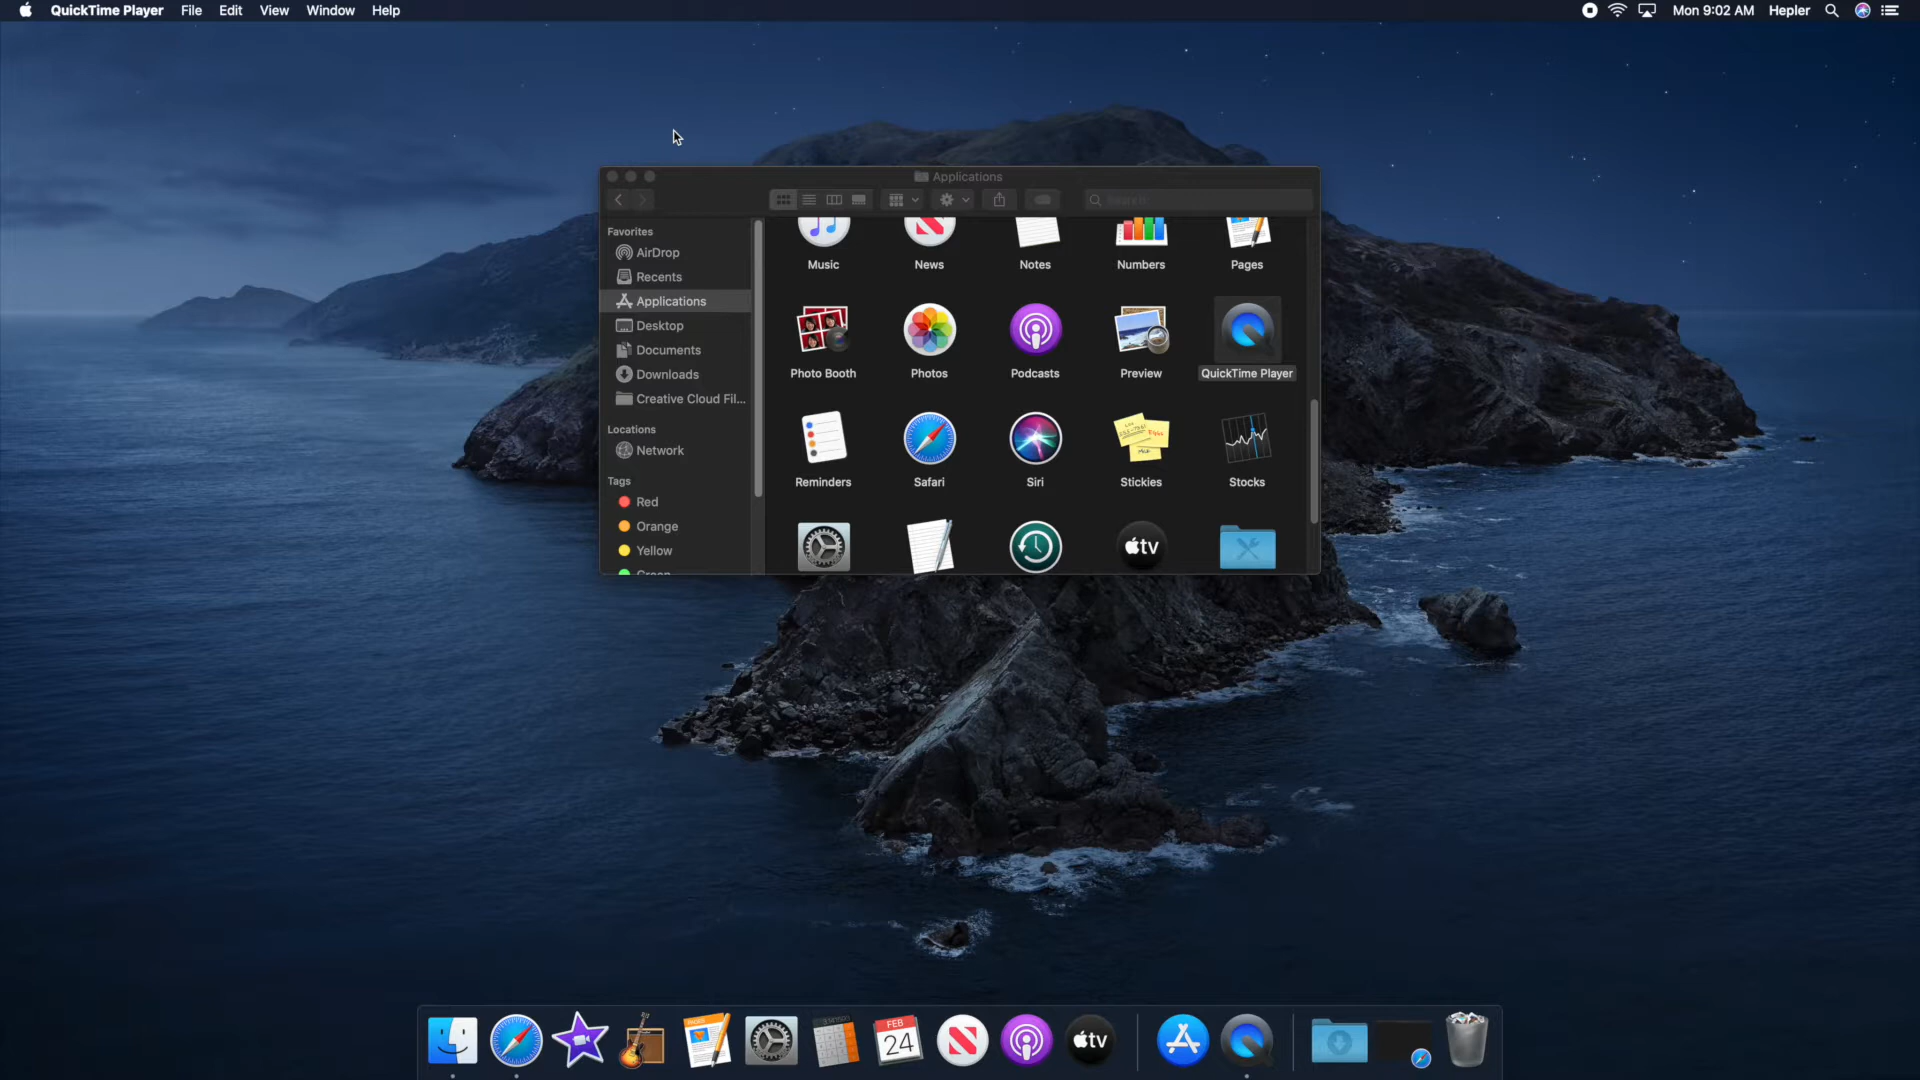 QuickTime Player File Edit View Window Help
Mon 9:02 AM Hepler
Applications
Search
Favorites
AirDrop
Recents
Applications
Desktop
Documents
Downloads
Creative Cloud Fil...
Locations
Network
Tags
Red
Orange
Yellow
Green
Music News Notes Numbers Pages
Photo Booth Photos Podcasts Preview QuickTime Player
Reminders Safari Siri Stickies Stocks
tv
FEB
24
tv